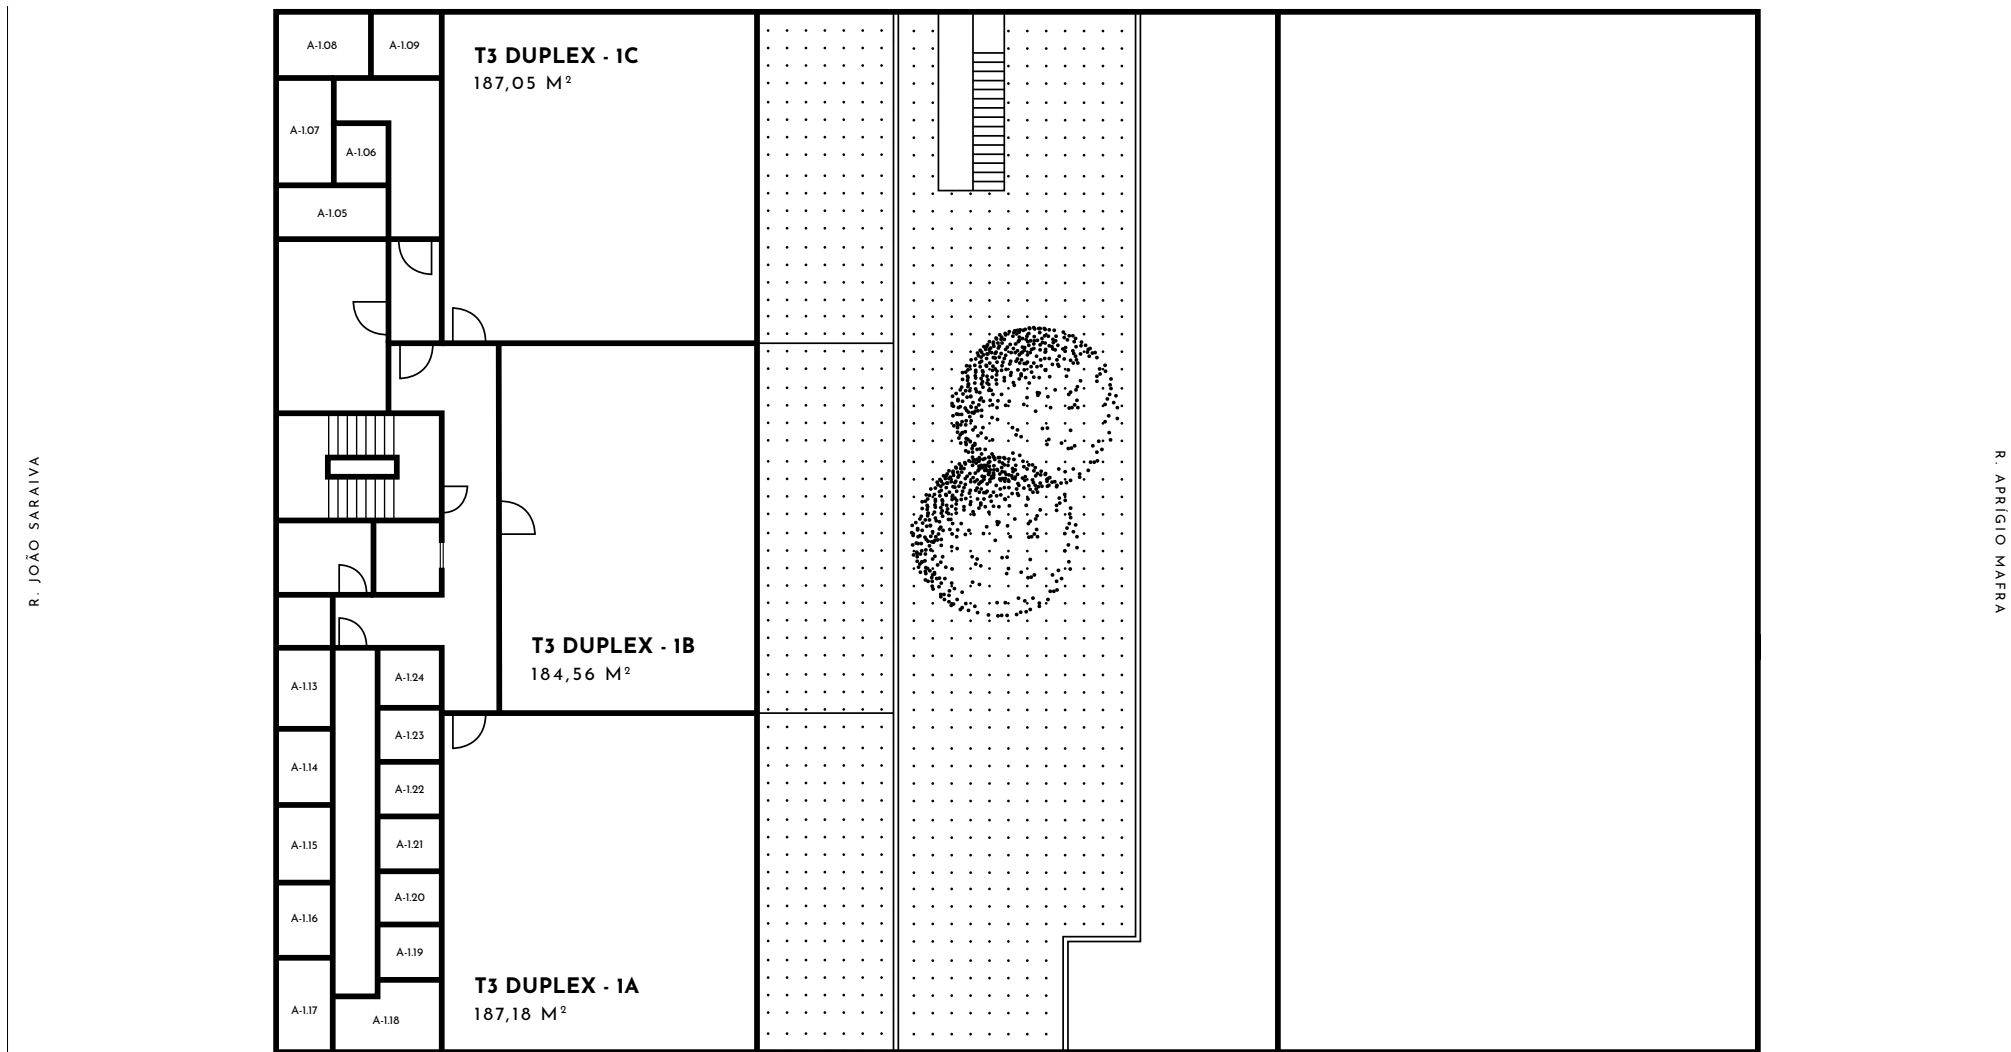 A-1.08
A-1.09
T3 DUPLEX - 1C
187,05 M²
A-1.07
A-1.06
A-1.05
R. JOÃO SARAIVA
R. APRÍGIO MAFRA
T3 DUPLEX - 1B
184,56 M²
A-1.13
A-1.24
A-1.23
A-1.14
A-1.22
A-1.15
A-1.21
A-1.16
A-1.20
A-1.19
T3 DUPLEX - 1A
187,18 M²
A-1.17
A-1.18